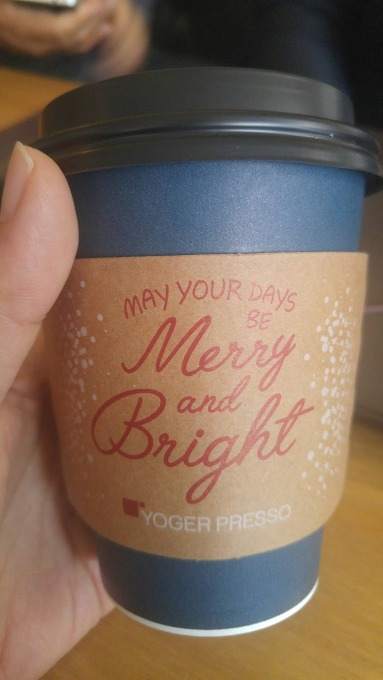 MAY YOUR DAYS
BE
Merry
and
Bright
YOGER PRESSO